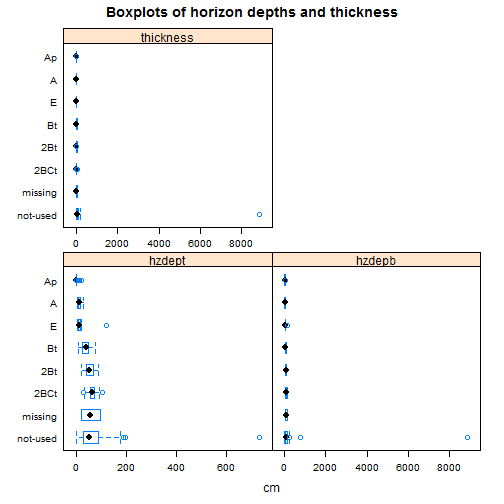 Boxplots of horizon depths and thickness
thickness
Ap
A
E
Bt
2Bt
2BCt
missing
not-used
0 2000 4000 6000 8000
hzdept hzdepb
Ap
A
E
Bt
2Bt
2BCt
missing
not-used
0 200 400 600 0 2000 4000 6000 8000
cm